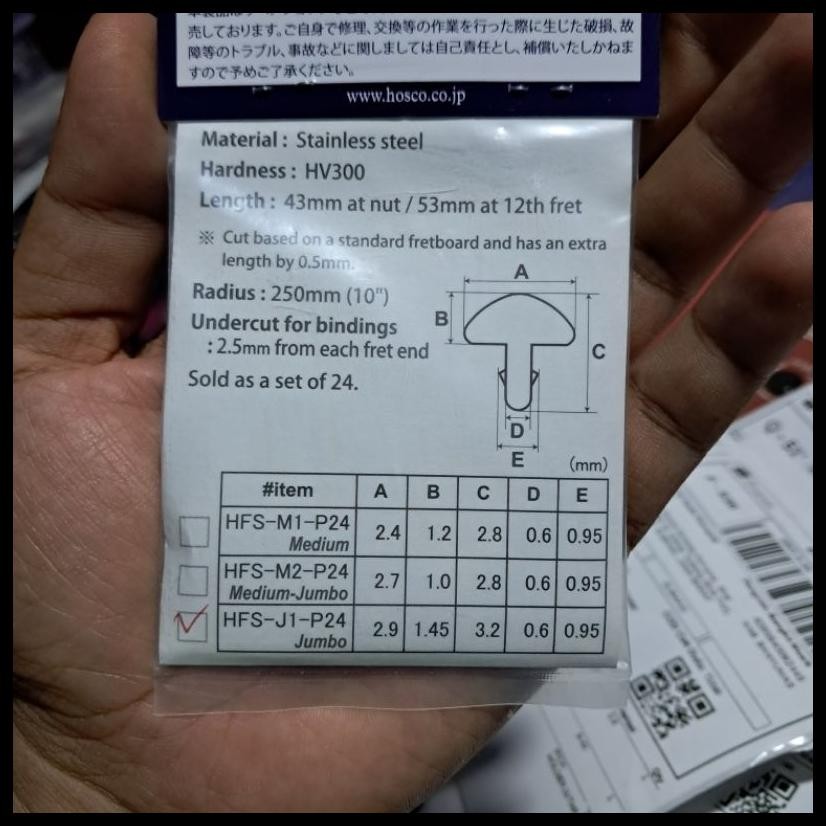 売しております。ご自身で修理、交換等の作業を行った際に生じた破損、故
障等のトラブル、事故などに関しましては自己責任とし、補償いたしかねま
すので予めご了承ください。
www.hosco.co.jp
Material : Stainless steel
Hardness : HV300
Length : 43mm at nut / 53mm at 12th fret
※ Cut based on a standard fretboard and has an extra
length by 0.5mm.
Radius : 250mm (10")
Undercut for bindings
: 2.5mm from each fret end
Sold as a set of 24.
A
B
C
D
E
(mm)
#item A B C D E
HFS-M1-P24 2.4 1.2 2.8 0.6 0.95
Medium
HFS-M2-P24 2.7 1.0 2.8 0.6 0.95
Medium-Jumbo
HFS-J1-P24 2.9 1.45 3.2 0.6 0.95
Jumbo